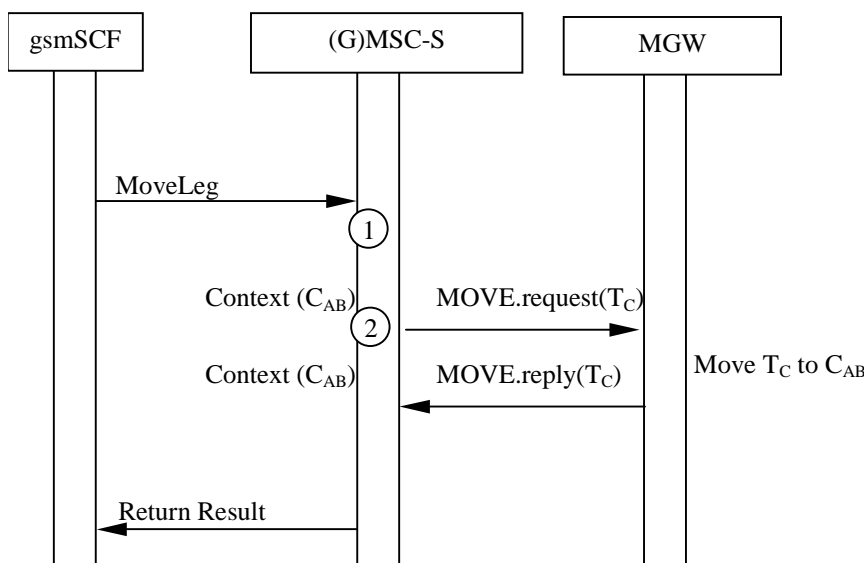 gsmSCF
(G)MSC-S
MGW
MoveLeg
1
Context (C_AB)
MOVE.request(T_C)
2
Move T_C to C_AB
Context (C_AB)
MOVE.reply(T_C)
Return Result